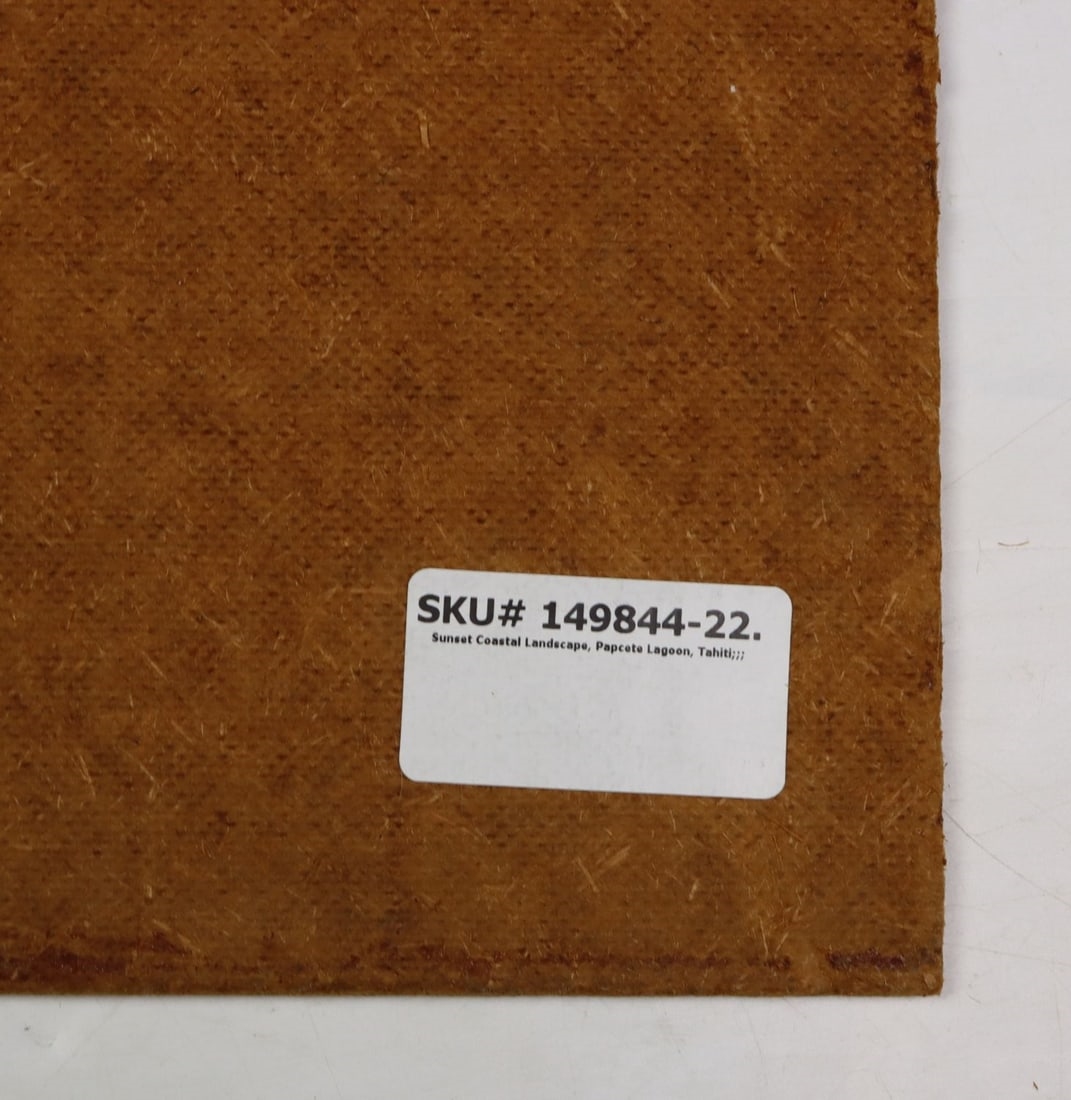 SKU# 149844-22.
Sunset Coastal Landscape, Papcete Lagoon, Tahiti;;;